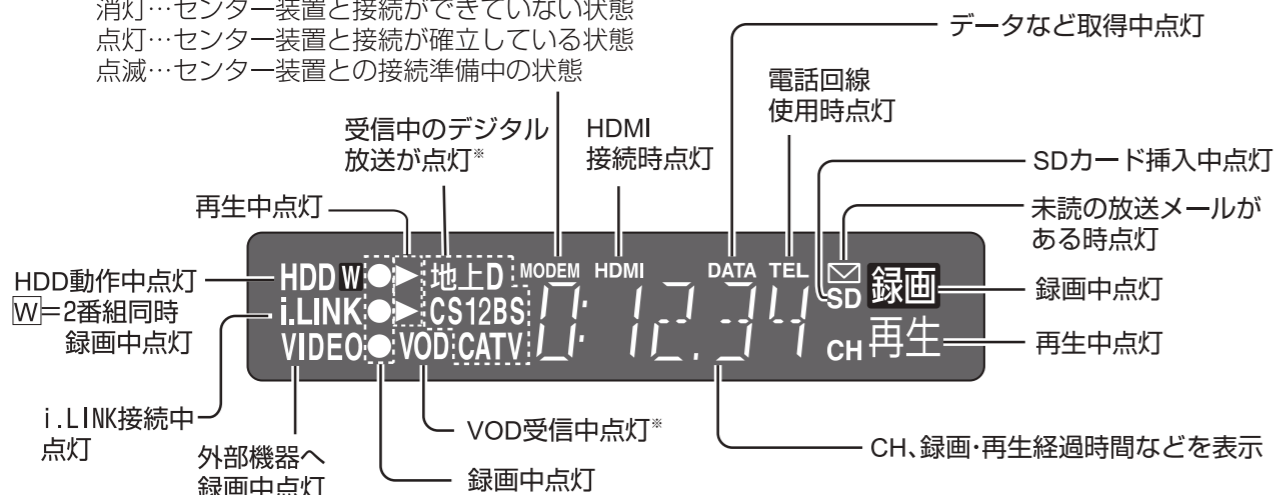 消灯…センター装置と接続ができていない状態
点灯…センター装置と接続が確立している状態
点滅…センター装置との接続準備中の状態
データなど取得中点灯
電話回線
使用時点灯
受信中のデジタル
放送が点灯※
HDMI
接続時点灯
SDカード挿入中点灯
再生中点灯
未読の放送メールが
ある時点灯
HDD動作中点灯
W=2番組同時
録画中点灯
HDD W ●▶ 地上D MODEM HDMI DATA TEL 録画
i.LINK ●▶ CS12BS 0:12.34 SD
VIDEO ● VOD CATV CH 再生
録画中点灯
再生中点灯
i.LINK接続中
点灯
外部機器へ
録画中点灯
VOD受信中点灯※
録画中点灯
CH、録画・再生経過時間などを表示